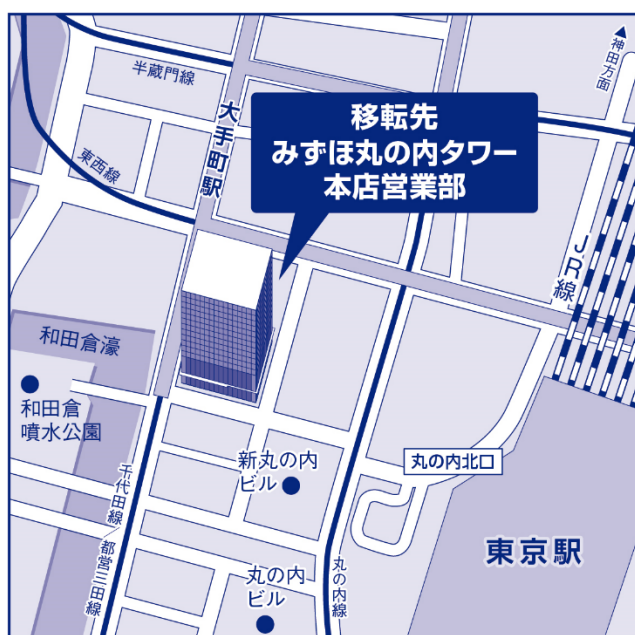 神田方面
半蔵門線
大手町駅
移転先
みずほ丸の内タワー
本店営業部
東西線
JR線
和田倉濠
和田倉
噴水公園
新丸の内
ビル
丸の内北口
千代田線/都営三田線
丸の内線
東京駅
丸の内
ビル